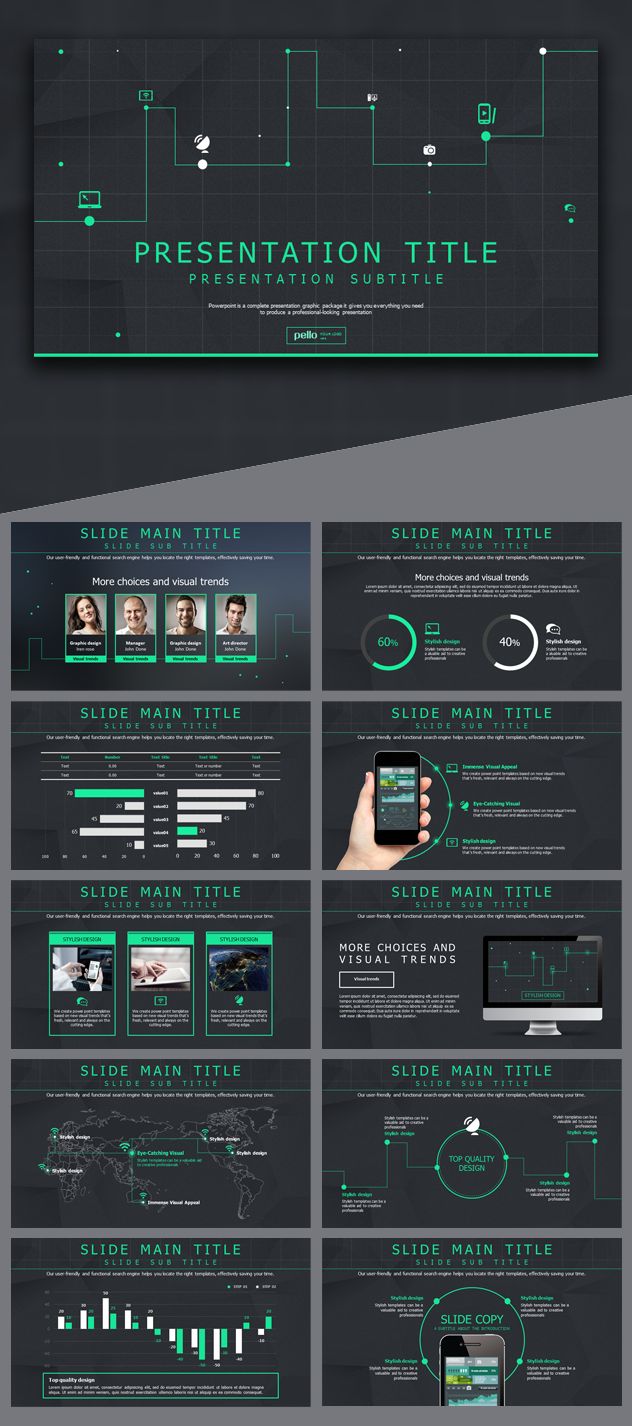 PRESENTATION TITLE
PRESENTATION SUBTITLE
Powerpoint is a complete presentation graphic package it gives you everything you need
to produce a professional-looking presentation
pello YOUR LOGO
SLIDE MAIN TITLE
SLIDE SUB TITLE
Our user-friendly and functional search engine helps you locate the right templates, effectively saving your time.
More choices and visual trends
Graphic design
Iren rose
Visual trends
Manager
John Done
Visual trends
Graphic design
John Done
Visual trends
Art director
John Done
Visual trends
SLIDE MAIN TITLE
SLIDE SUB TITLE
Our user-friendly and functional search engine helps you locate the right templates, effectively saving your time.
More choices and visual trends
Lorem ipsum dolor sit amet, consectetur adipisicing elit, sed do eiusmod tempor incididunt ut labore et dolore magna aliqua. Ut
enim ad minim veniam, quis nostrud exercitation ullamco laboris nisi ut aliquip ex ea commodo consequat. Duis aute irure dolor in
reprehenderit in voluptate velit esse cillum dolore eu fugiat nulla pariatur.
60%
Stylish design
Stylish templates can be
a aluable aid to creative
professionals
40%
Stylish design
Stylish templates can be
a valuable aid to creative
professionals
SLIDE MAIN TITLE
SLIDE SUB TITLE
Our user-friendly and functional search engine helps you locate the right templates, effectively saving your time.
Text Number Text title Text title Text
Text 0.00 Text Text or number Text
Text 0.00 Text Text or number Text
70 value01 80
20 value02 70
45 value03 45
65 value04 20
10 value05 30
100 80 60 40 20 0 0 20 40 60 80 100
SLIDE MAIN TITLE
SLIDE SUB TITLE
Our user-friendly and functional search engine helps you locate the right templates, effectively saving your time.
Immense Visual Appeal
We create power point templates based on new visual trends
that's fresh, relevant and always on the cutting edge.
Eye-Catching Visual
We create power point templates based on new visual trends
that's fresh, relevant and always on the cutting edge.
Stylish design
We create power point templates based on new visual trends
that's fresh, relevant and always on the cutting edge.
SLIDE MAIN TITLE
SLIDE SUB TITLE
Our user-friendly and functional search engine helps you locate the right templates, effectively saving your time.
STYLISH DESIGN
We create power point templates
based on new visual trends that's
fresh, relevant and always on the
cutting edge.
STYLISH DESIGN
We create power point templates
based on new visual trends that's
fresh, relevant and always on the
cutting edge.
STYLISH DESIGN
We create power point templates
based on new visual trends that's
fresh, relevant and always on the
cutting edge.
SLIDE MAIN TITLE
SLIDE SUB TITLE
Our user-friendly and functional search engine helps you locate the right templates, effectively saving your time.
MORE CHOICES AND
VISUAL TRENDS
Visual trends
Lorem ipsum dolor sit amet, consectetur adipisicing elit, sed do eiusmod
tempor incididunt ut labore et dolore magna aliqua. Ut enim ad minim
veniam, quis nostrud exercitation ullamco laboris nisi ut aliquip ex ea
commodo consequat. Duis aute irure dolor in reprehenderit in voluptate
velit esse cillum dolore eu fugiat nulla pariatur.
STYLISH DESIGN
SLIDE MAIN TITLE
SLIDE SUB TITLE
Our user-friendly and functional search engine helps you locate the right templates, effectively saving your time.
Stylish design
Stylish design
Eye-Catching Visual
Stylish templates can be a valuable aid
to creative professionals
Stylish design
Stylish design
Immense Visual Appeal
SLIDE MAIN TITLE
SLIDE SUB TITLE
Our user-friendly and functional search engine helps you locate the right templates, effectively saving your time.
Stylish templates can be a
valuable aid to creative
professionals
Stylish design
Stylish templates can be a
valuable aid to creative
professionals
Stylish design
TOP QUALITY
DESIGN
Stylish design
Stylish templates can be a
valuable aid to creative
professionals
Stylish design
Stylish templates can be a
valuable aid to creative
professionals
SLIDE MAIN TITLE
SLIDE SUB TITLE
Our user-friendly and functional search engine helps you locate the right templates, effectively saving your time.
STEP 01 STEP 02
20 10 30 20 50 25 30 10 20
-10 -20 -40 -30 -50 -50 -40 -20 -10 20
Top quality design
Lorem ipsum dolor sit amet, consectetur adipisicing elit, sed do eiusmod tempor incididunt ut labore et dolore magna
aliqua. Ut enim ad minim veniam, quis nostrud exercitation ullamco laboris nisi ut aliquip ex ea commodo consequat.
SLIDE MAIN TITLE
SLIDE SUB TITLE
Our user-friendly and functional search engine helps you locate the right templates, effectively saving your time.
Stylish design
Stylish templates can be a
valuable aid to creative
professionals
Stylish design
Stylish templates can be a
valuable aid to creative
professionals
SLIDE COPY
A SUBTITLE ABOUT THE INTRODUCTION
Stylish design
Stylish templates can be a
valuable aid to creative
professionals
Stylish design
Stylish templates can be a
valuable aid to creative
professionals